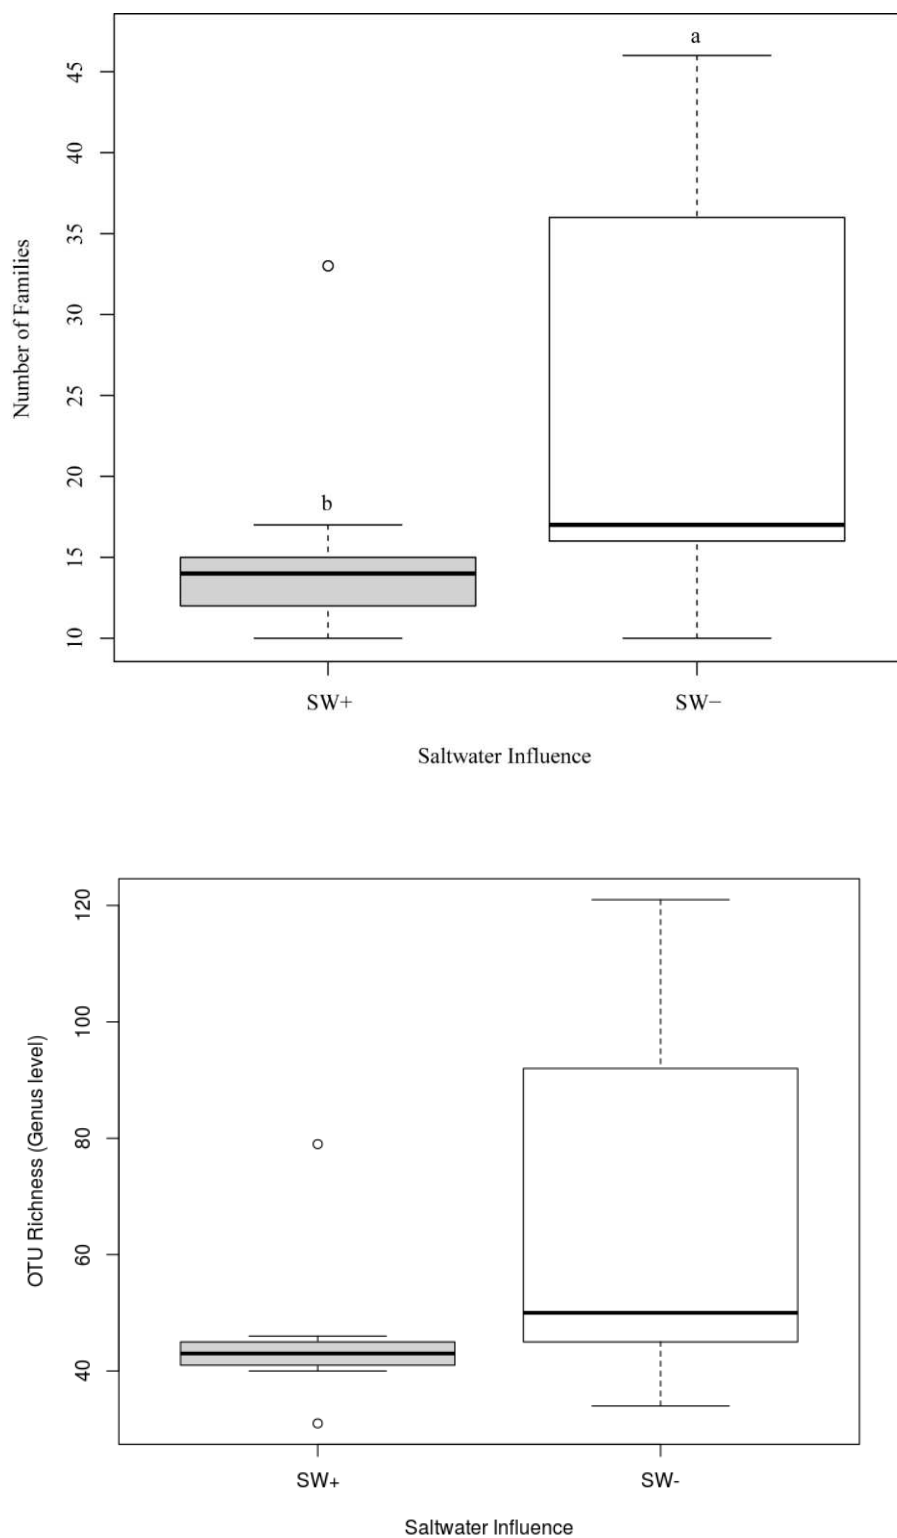 a
45
40
35
30
25
20
15
10
Number of Families
b
SW+
SW−
Saltwater Influence
120
100
80
60
40
OTU Richness (Genus level)
SW+
SW-
Saltwater Influence